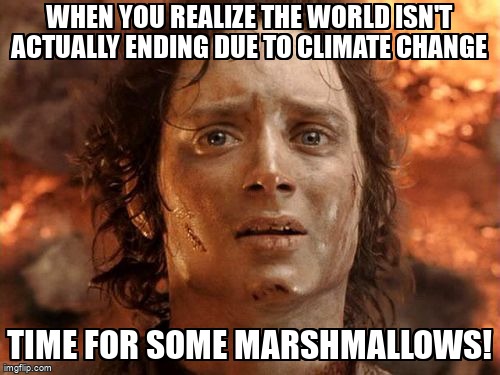 WHEN YOU REALIZE THE WORLD ISN'T
ACTUALLY ENDING DUE TO CLIMATE CHANGE
TIME FOR SOME MARSHMALLOWS!
imgflip.com